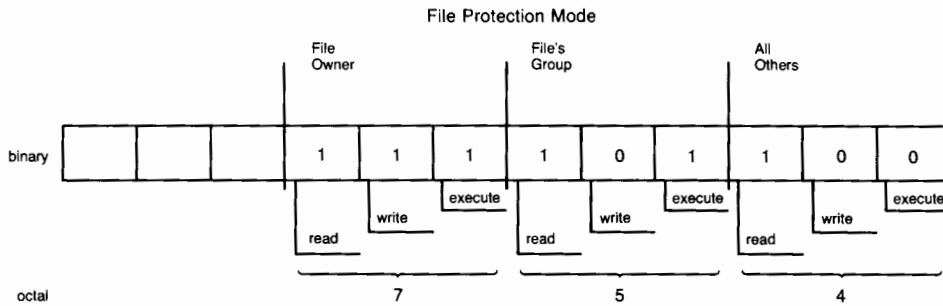 File Protection Mode
File Owner
File's Group
All Others
binary 1 1 1 1 0 1 1 0 0
execute execute execute
write write write
read read read
octal 7 5 4